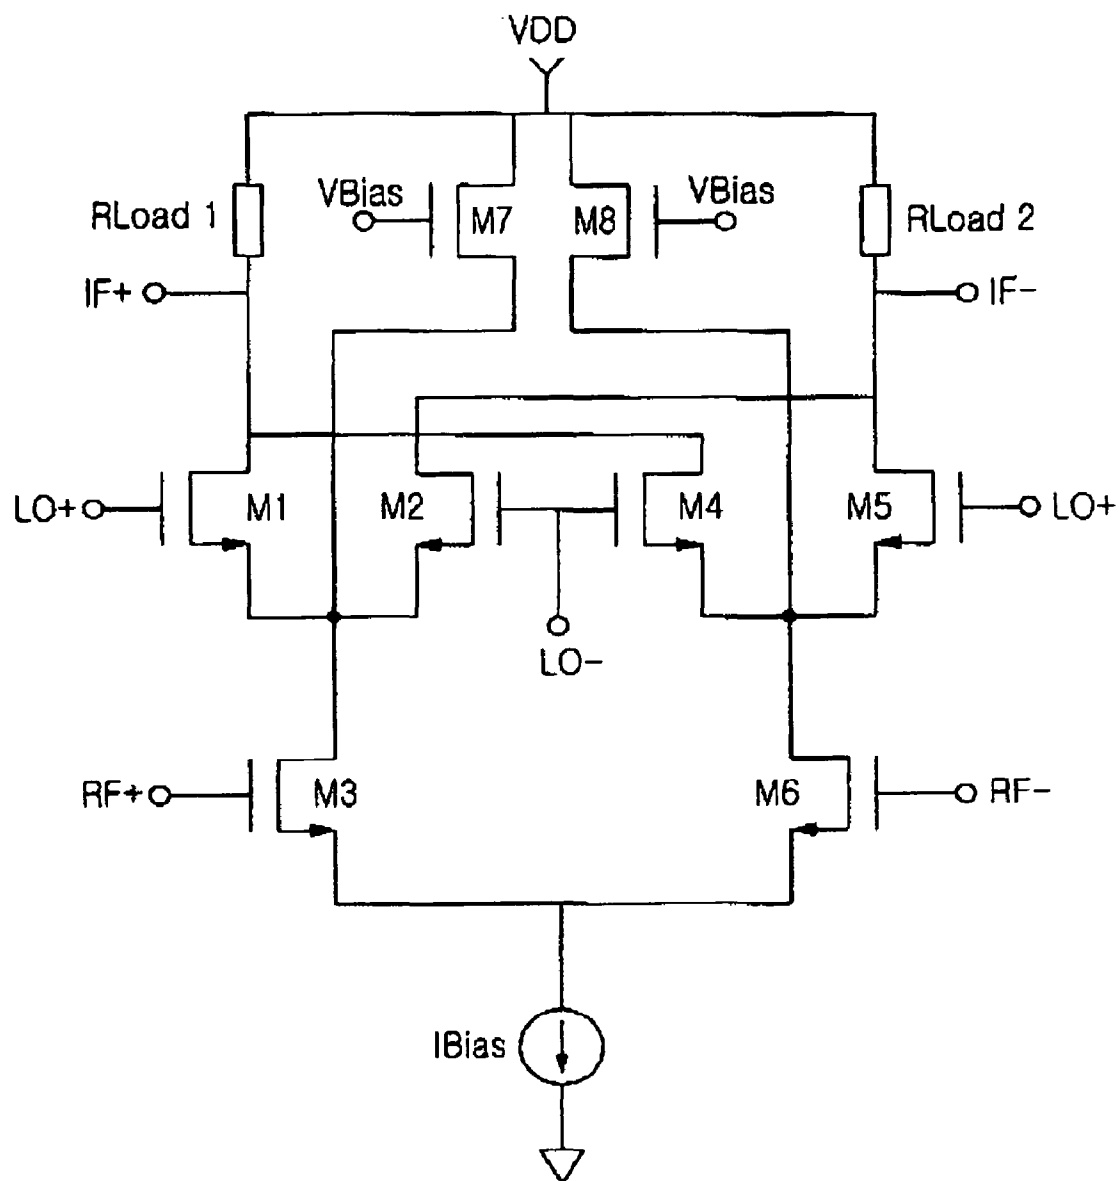 VDD
VBias
VBias
RLoad 1
M7
M8
RLoad 2
IF+
IF-
LO+
M1
M2
M4
M5
LO+
LO-
RF+
M3
M6
RF-
IBias